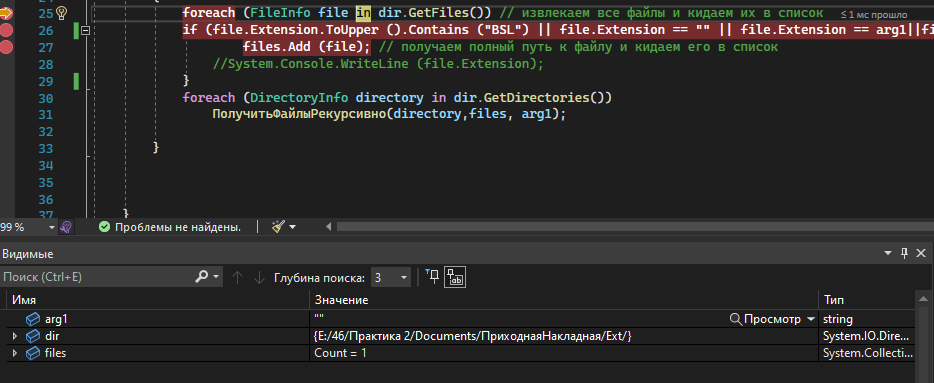 25 foreach (FileInfo file in dir.GetFiles()) // извлекаем все файлы и кидаем их в список ≤ 1 мс прошло
26 if (file.Extension.ToUpper ().Contains ("BSL") || file.Extension == "" || file.Extension == arg1||fi
27 files.Add (file); // получаем полный путь к файлу и кидаем его в список
28 //System.Console.WriteLine (file.Extension);
29 }
30 foreach (DirectoryInfo directory in dir.GetDirectories())
31 ПолучитьФайлыРекурсивно(directory,files, arg1);
32
33 }
34
35
36
37 }
99 % Проблемы не найдены.
Видимые
Поиск (Ctrl+E) Глубина поиска: 3
Имя Значение Тип
arg1 "" Просмотр string
dir {E:/46/Практика 2/Documents/ПриходнаяНакладная/Ext/} System.IO.Dire...
files Count = 1 System.Collecti...